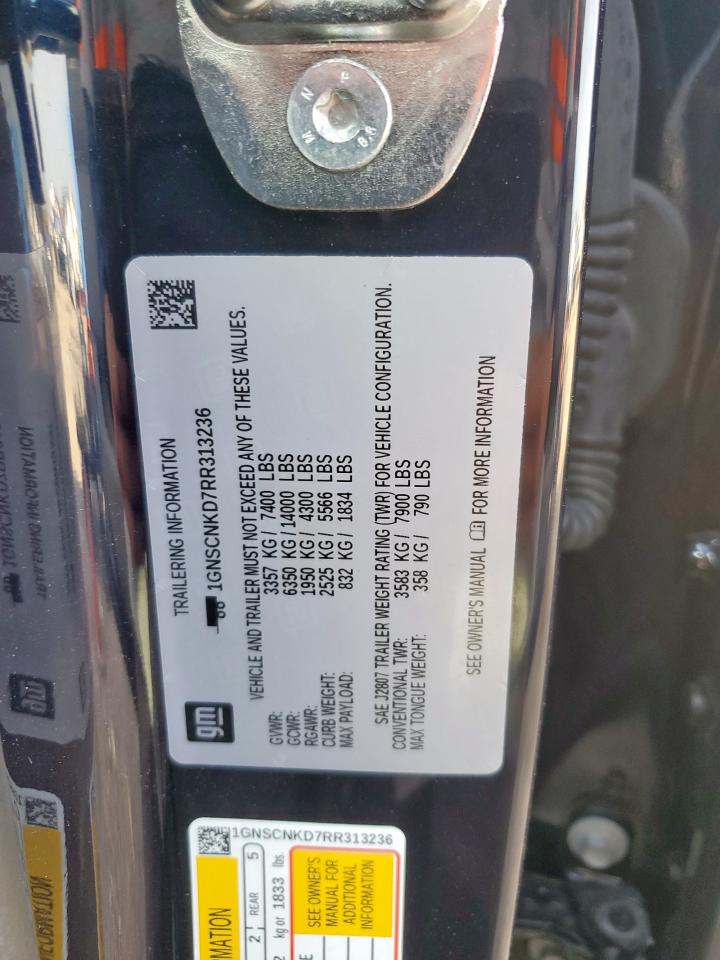 TRAILERING INFORMATION
1GNSCNKD7RR313236
gm
VEHICLE AND TRAILER MUST NOT EXCEED ANY OF THESE VALUES.
GVWR: 3357 KG / 7400 LBS
GCWR: 6350 KG / 14000 LBS
RGAWR: 1950 KG / 4300 LBS
CURB WEIGHT: 2525 KG / 5566 LBS
MAX PAYLOAD: 832 KG / 1834 LBS
SAE J2807 TRAILER WEIGHT RATING (TWR) FOR VEHICLE CONFIGURATION.
CONVENTIONAL TWR: 3583 KG / 7900 LBS
MAX TONGUE WEIGHT: 358 KG / 790 LBS
SEE OWNER'S MANUAL FOR MORE INFORMATION
1GNSCNKD7RR313236
2 REAR 5
kg or 1833 lbs
SEE OWNER'S
MANUAL FOR
ADDITIONAL
INFORMATION
M N P 8.8